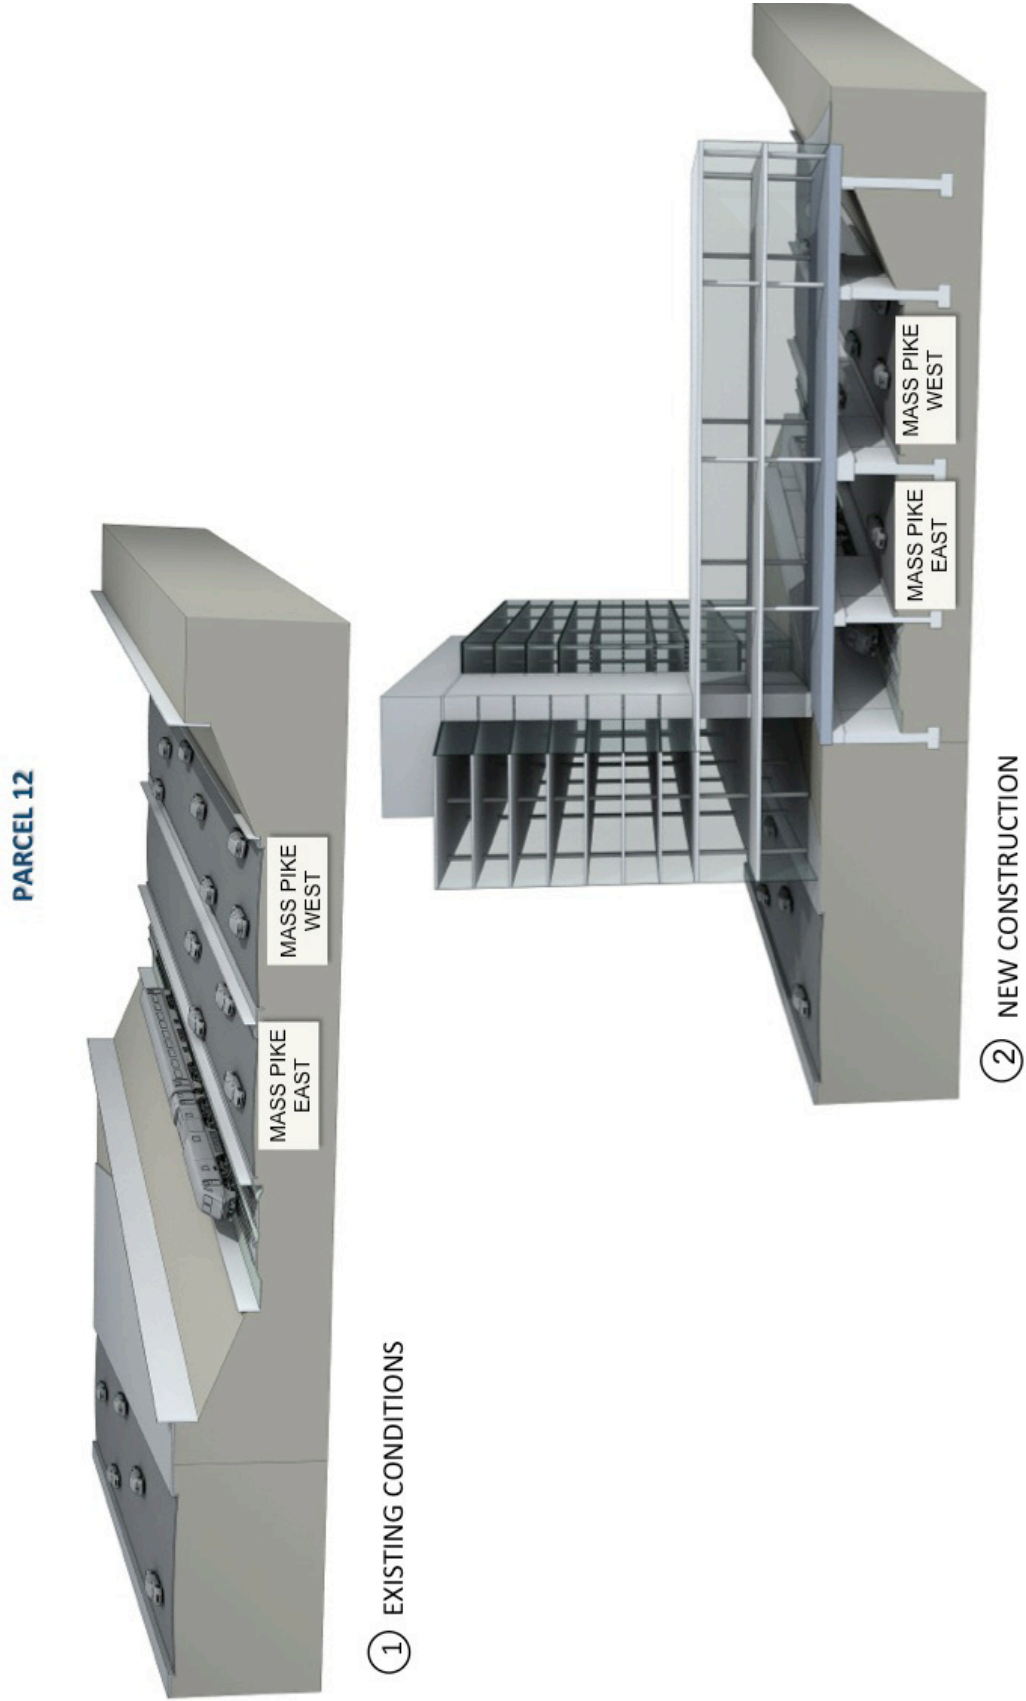 PARCEL 12
MASS PIKE
EAST
MASS PIKE
WEST
1 EXISTING CONDITIONS
MASS PIKE
EAST
MASS PIKE
WEST
2 NEW CONSTRUCTION